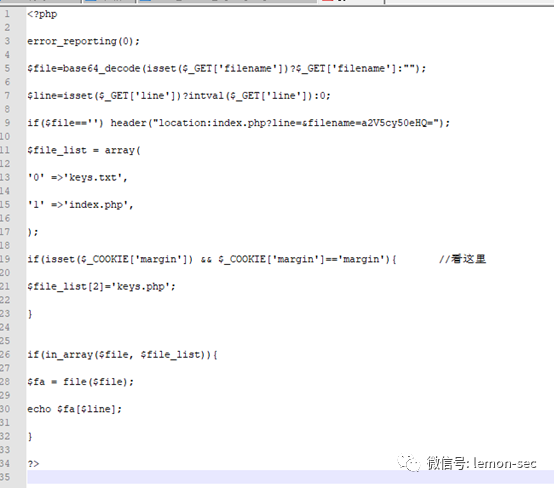 1 <?php
2
3 error_reporting(0);
4
5 $file=base64_decode(isset($_GET['filename'])?$_GET['filename']:"");
6
7 $line=isset($_GET['line'])?intval($_GET['line']):0;
8
9 if($file=='') header("location:index.php?line=&filename=a2V5cy50eHQ=");
10
11 $file_list = array(
12
13 '0' =>'keys.txt',
14
15 '1' =>'index.php',
16
17 );
18
19 if(isset($_COOKIE['margin']) && $_COOKIE['margin']=='margin'){ //看这里
20
21 $file_list[2]='keys.php';
22
23 }
24
25
26 if(in_array($file, $file_list)){
27
28 $fa = file($file);
29
30 echo $fa[$line];
31
32 }
33
34 ?>
35
微信号: lemon-sec